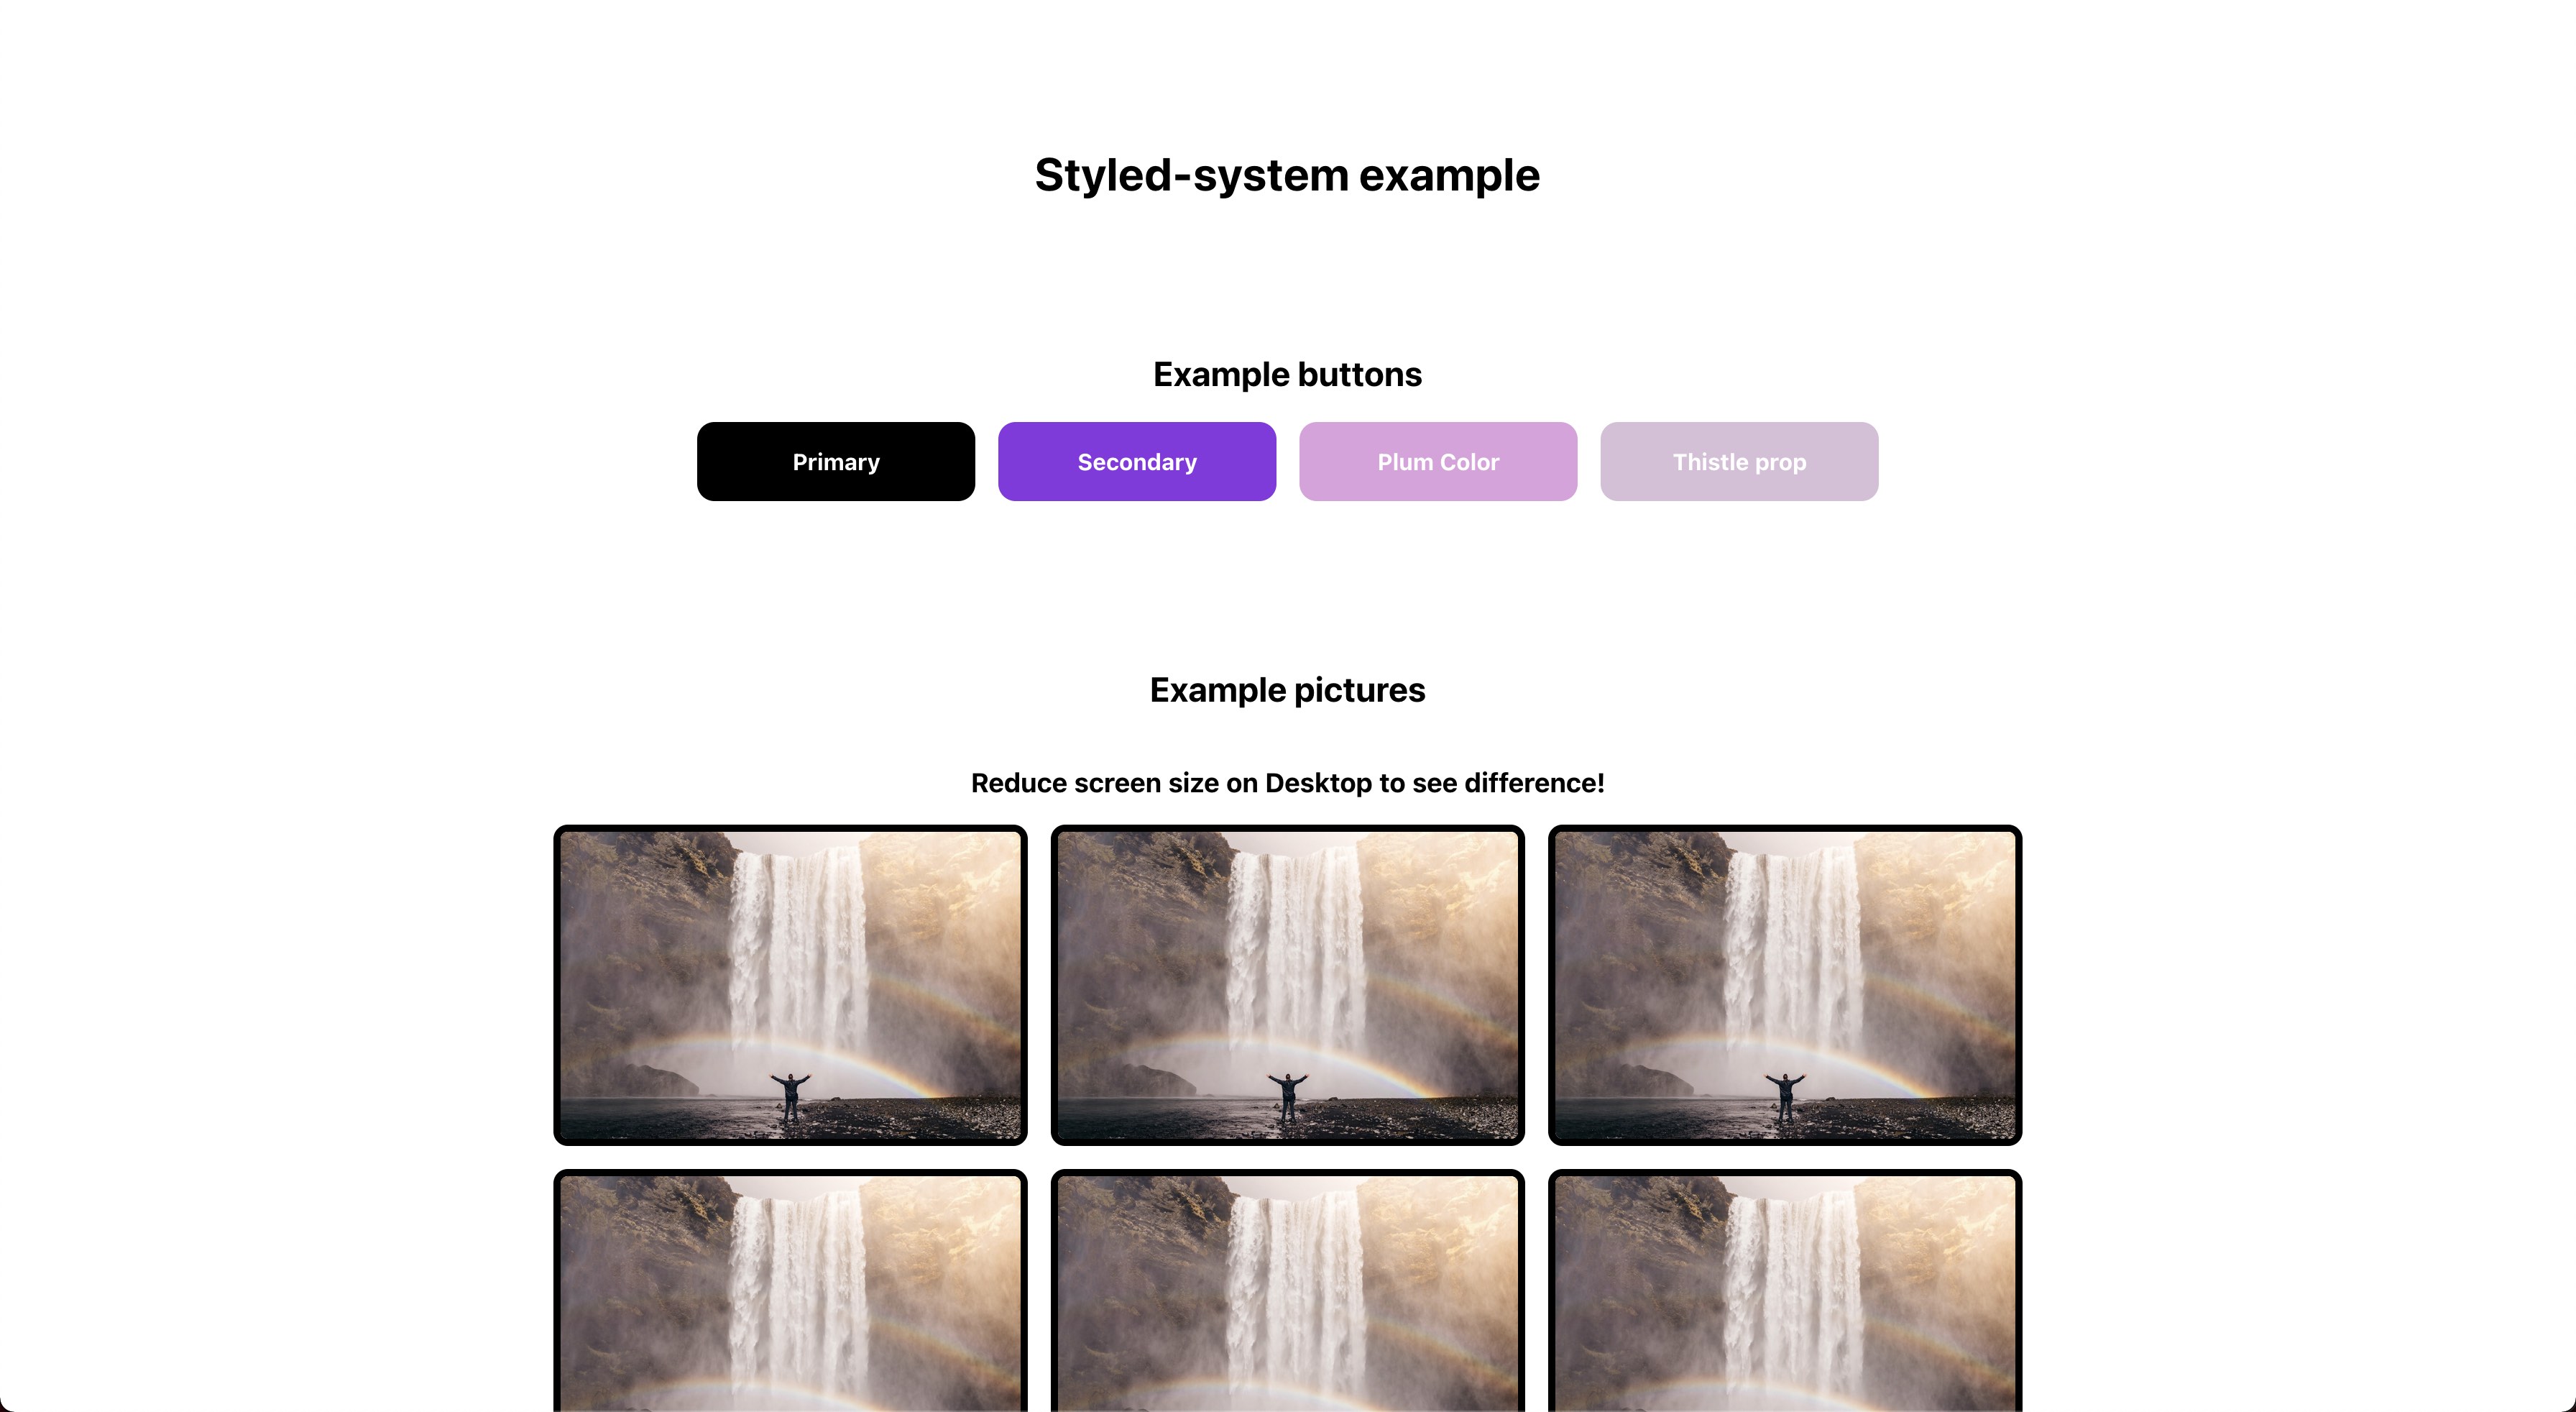 Styled-system example
Example buttons
Primary
Secondary
Plum Color
Thistle prop
Example pictures
Reduce screen size on Desktop to see difference!